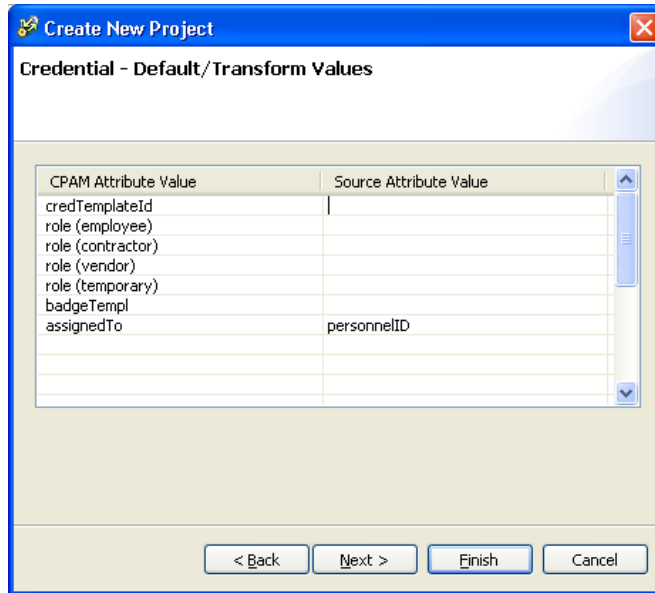 Create New Project
Credential - Default/Transform Values
CPAM Attribute Value Source Attribute Value
credTemplateId
role (employee)
role (contractor)
role (vendor)
role (temporary)
badgeTempl
assignedTo personnelID
< Back Next > Finish Cancel